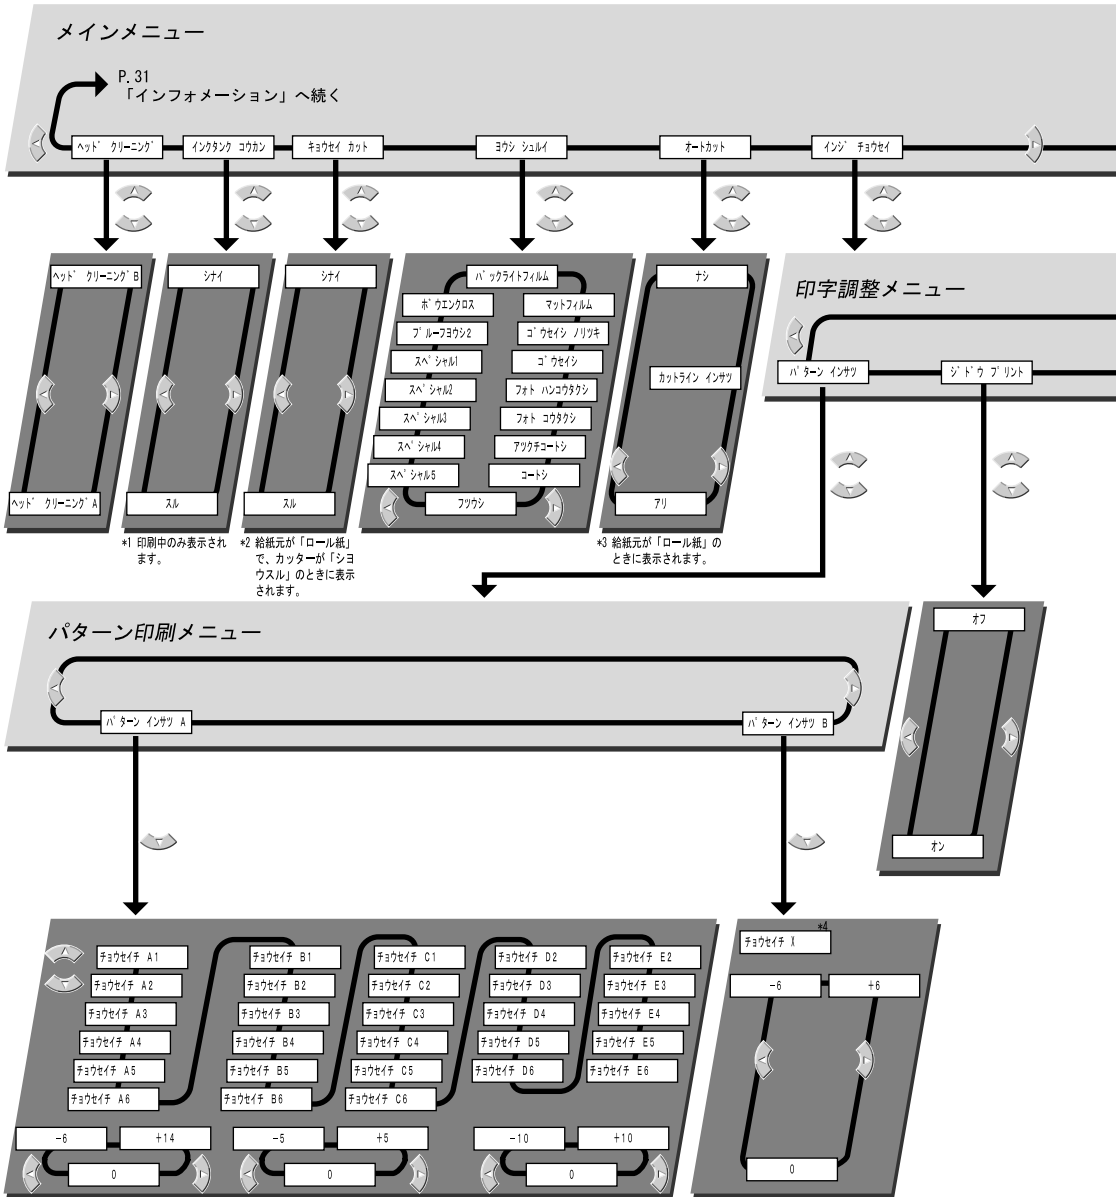 メインメニュー
P. 31
「インフォメーション」へ続く
ヘッド クリーニング
インクタンク コウカン
キョウセイ カット
ヨウシ シュルイ
オートカット
インジ チョウセイ
ヘッド クリーニング B
ヘッド クリーニング A
シナイ
スル
*1 印刷中のみ表示され
ます。
シナイ
スル
*2 給紙元が「ロール紙」
で、カッターが「シヨ
ウスル」のときに表示
されます。
バックライトフィルム
ボウエンクロス
プルーフヨウシ2
スペシャル1
スペシャル2
スペシャル3
スペシャル4
スペシャル5
マットフィルム
ゴウセイシ ノリツキ
ゴウセイシ
フォト ハンコウタクシ
フォト コウタクシ
アツクチコートシ
コートシ
フツウシ
ナシ
カットライン インサツ
アリ
*3 給紙元が「ロール紙」の
ときに表示されます。
印字調整メニュー
パターン インサツ
ジドウ プリント
オフ
オン
パターン印刷メニュー
パターン インサツ A
パターン インサツ B
チョウセイチ A1
チョウセイチ A2
チョウセイチ A3
チョウセイチ A4
チョウセイチ A5
チョウセイチ A6
チョウセイチ B1
チョウセイチ B2
チョウセイチ B3
チョウセイチ B4
チョウセイチ B5
チョウセイチ B6
チョウセイチ C1
チョウセイチ C2
チョウセイチ C3
チョウセイチ C4
チョウセイチ C5
チョウセイチ C6
チョウセイチ D2
チョウセイチ D3
チョウセイチ D4
チョウセイチ D5
チョウセイチ D6
チョウセイチ E2
チョウセイチ E3
チョウセイチ E4
チョウセイチ E5
チョウセイチ E6
-6
+14
0
-5
+5
0
-10
+10
0
*4
チョウセイチ X
-6
+6
0